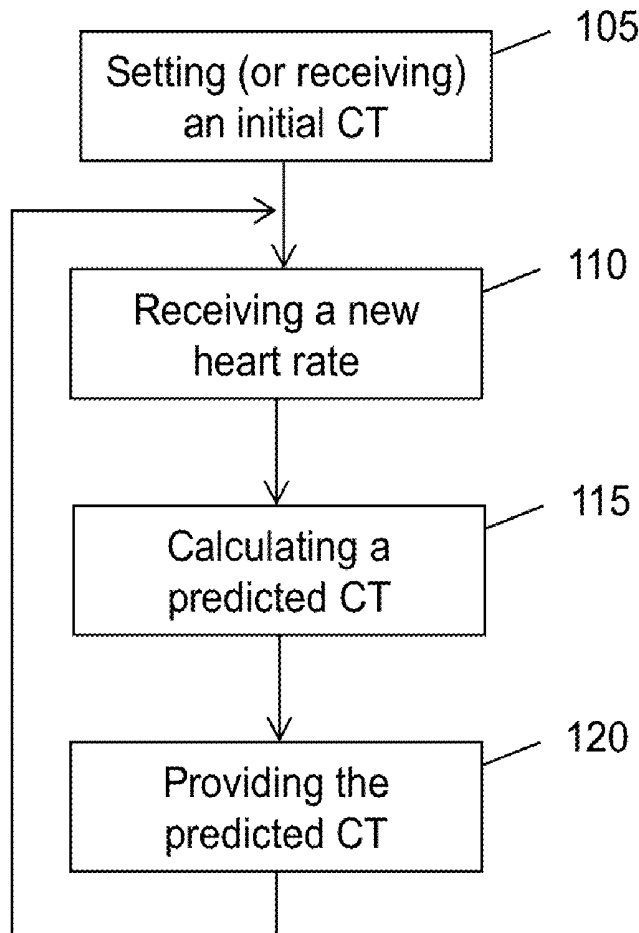 105
Setting (or receiving)
an initial CT
110
Receiving a new
heart rate
115
Calculating a
predicted CT
120
Providing the
predicted CT